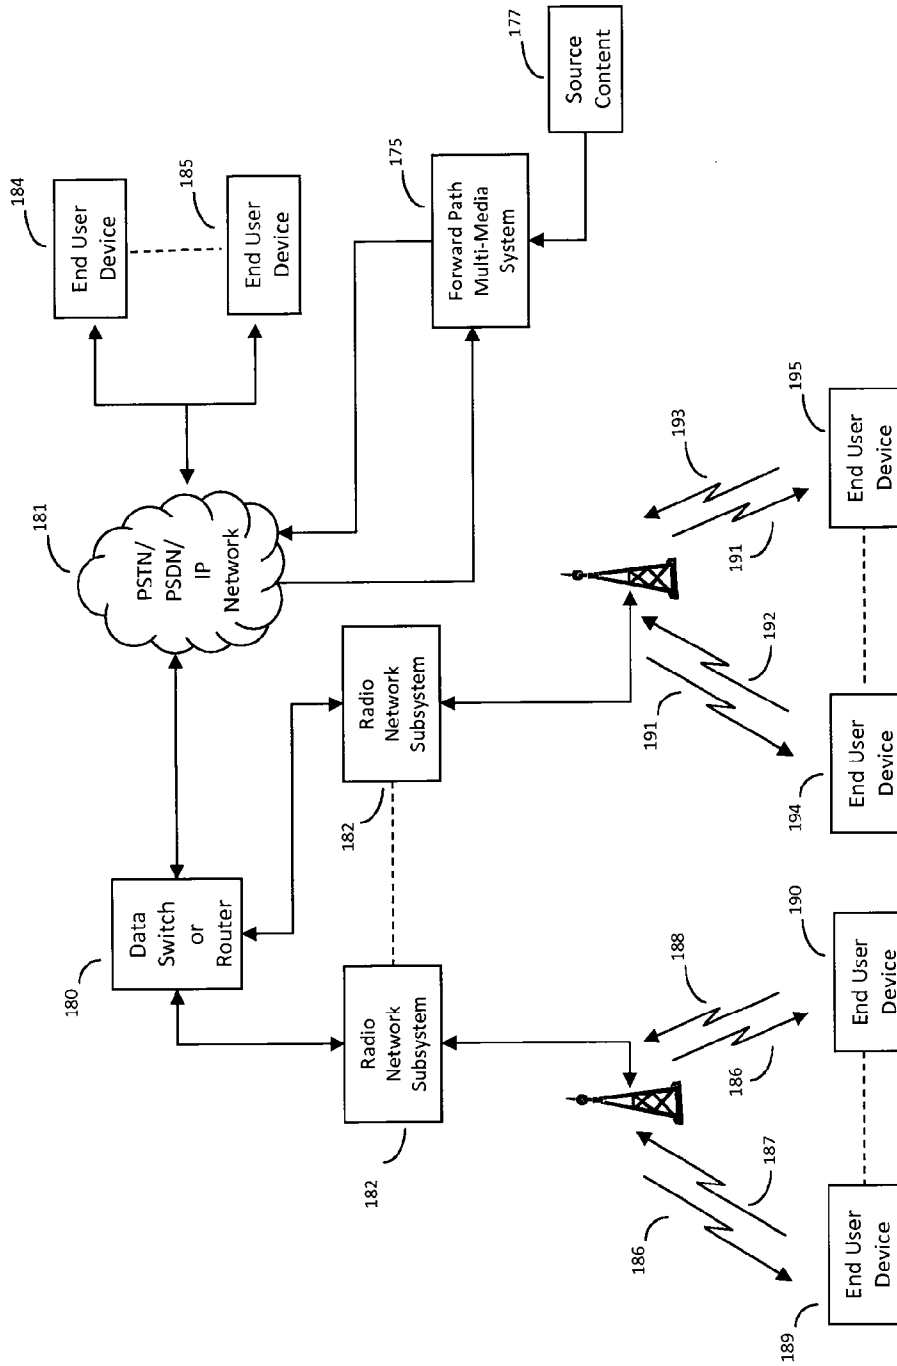 184
End User
Device
185
End User
Device
177
Source
Content
175
Forward Path
Multi-Media
System
181
PSTN/
PSDN/
IP
Network
180
Data
Switch
or
Router
182
Radio
Network
Subsystem
182
Radio
Network
Subsystem
186
187
188
186
191
192
193
191
189
End User
Device
190
End User
Device
194
End User
Device
195
End User
Device